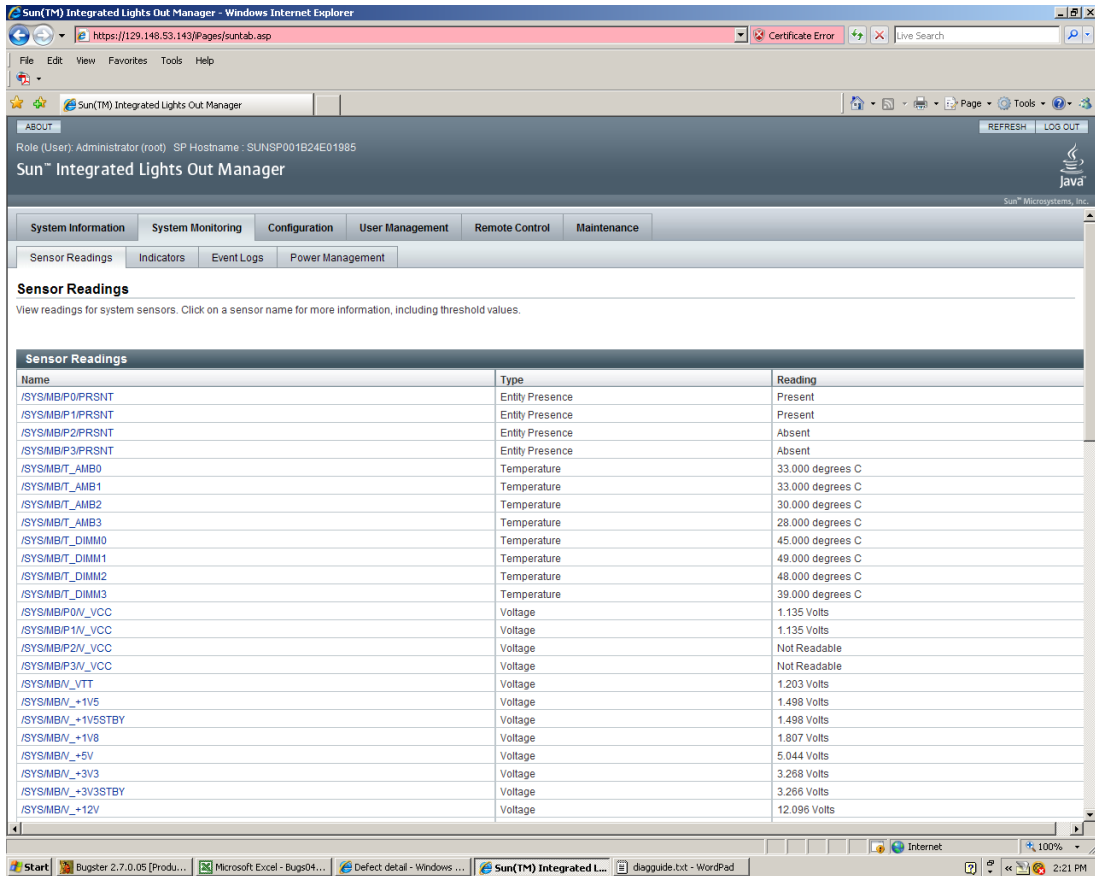 Sun(TM) Integrated Lights Out Manager - Windows Internet Explorer
https://129.148.53.143/iPages/suntab.asp Certificate Error Live Search
File Edit View Favorites Tools Help
Sun(TM) Integrated Lights Out Manager Page Tools
ABOUT REFRESH LOG OUT
Role (User): Administrator (root) SP Hostname : SUNSP001B24E01985
Sun™ Integrated Lights Out Manager
Java™
Sun™ Microsystems, Inc.
System Information System Monitoring Configuration User Management Remote Control Maintenance
Sensor Readings Indicators Event Logs Power Management
Sensor Readings
View readings for system sensors. Click on a sensor name for more information, including threshold values.
Sensor Readings
Name Type Reading
/SYS/MB/P0/PRSNT Entity Presence Present
/SYS/MB/P1/PRSNT Entity Presence Present
/SYS/MB/P2/PRSNT Entity Presence Absent
/SYS/MB/P3/PRSNT Entity Presence Absent
/SYS/MB/T_AMB0 Temperature 33.000 degrees C
/SYS/MB/T_AMB1 Temperature 33.000 degrees C
/SYS/MB/T_AMB2 Temperature 30.000 degrees C
/SYS/MB/T_AMB3 Temperature 28.000 degrees C
/SYS/MB/T_DIMM0 Temperature 45.000 degrees C
/SYS/MB/T_DIMM1 Temperature 49.000 degrees C
/SYS/MB/T_DIMM2 Temperature 48.000 degrees C
/SYS/MB/T_DIMM3 Temperature 39.000 degrees C
/SYS/MB/P0/V_VCC Voltage 1.135 Volts
/SYS/MB/P1/V_VCC Voltage 1.135 Volts
/SYS/MB/P2/V_VCC Voltage Not Readable
/SYS/MB/P3/V_VCC Voltage Not Readable
/SYS/MB/V_VTT Voltage 1.203 Volts
/SYS/MB/V_+1V5 Voltage 1.498 Volts
/SYS/MB/V_+1V5STBY Voltage 1.498 Volts
/SYS/MB/V_+1V8 Voltage 1.807 Volts
/SYS/MB/V_+5V Voltage 5.044 Volts
/SYS/MB/V_+3V3 Voltage 3.268 Volts
/SYS/MB/V_+3V3STBY Voltage 3.266 Volts
/SYS/MB/V_+12V Voltage 12.096 Volts
Internet 100%
Start Bugster 2.7.0.05 [Produ... Microsoft Excel - Bugs04... Defect detail - Windows ... Sun(TM) Integrated L... diagguide.txt - WordPad 2:21 PM